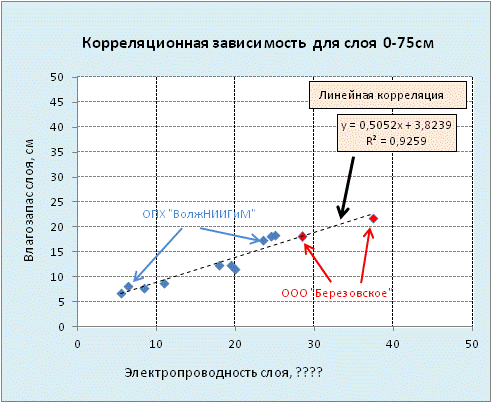 Корреляционная зависимость для слоя 0-75см
Линейная корреляция
y = 0,5052x + 3,8239
R² = 0,9259
ОПХ "ВолжНИИГиМ"
ООО "Березовское"
Влагозапас слоя, см
50
45
40
35
30
25
20
15
10
5
0
0 10 20 30 40 50
Электропроводность слоя, ????